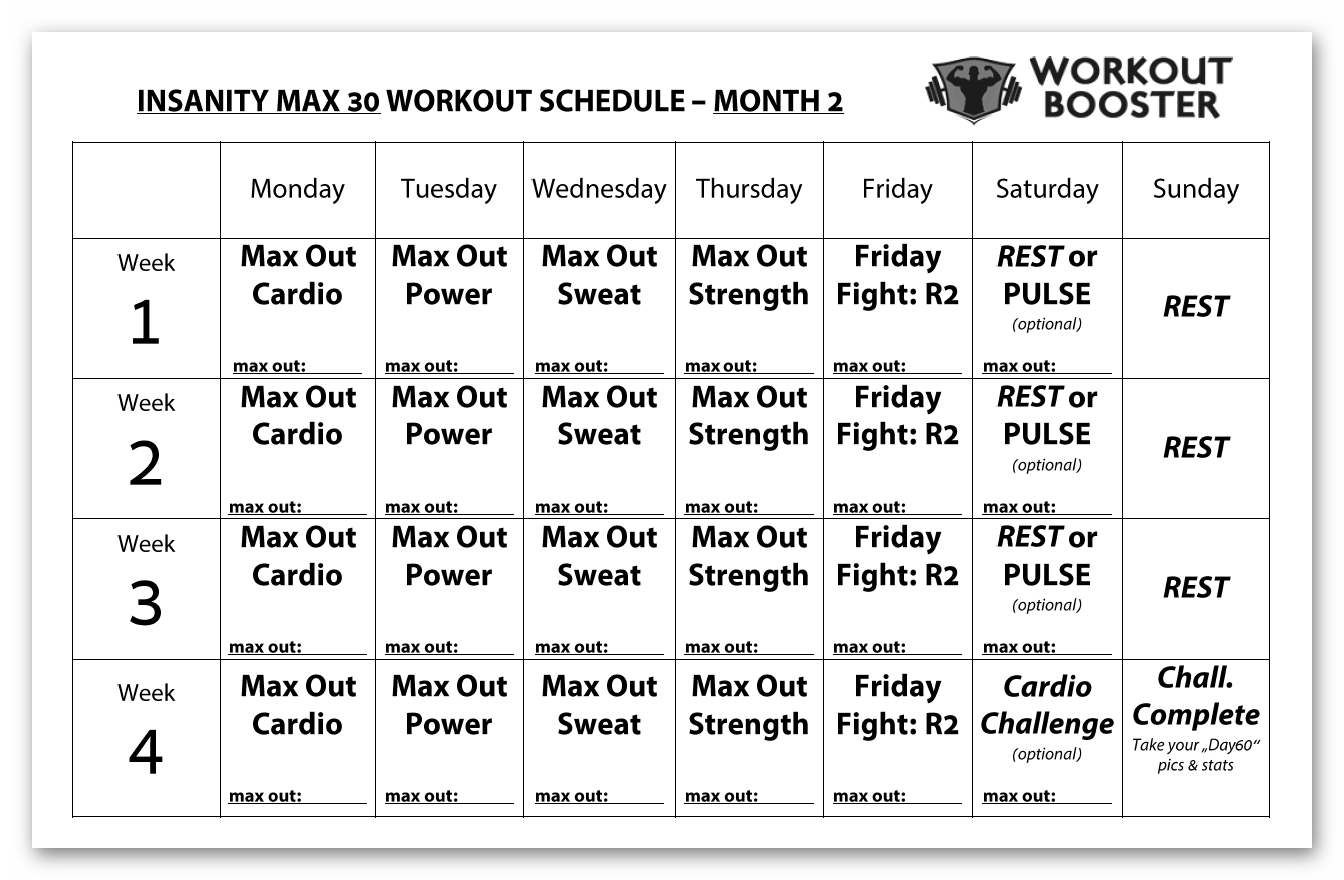 INSANITY MAX 30 WORKOUT SCHEDULE – MONTH 2
WORKOUT
BOOSTER
Monday Tuesday Wednesday Thursday Friday Saturday Sunday
Week
1
Max Out
Cardio
max out:
Max Out
Power
max out:
Max Out
Sweat
max out:
Max Out
Strength
max out:
Friday
Fight: R2
max out:
REST or
PULSE
(optional)
max out:
REST
Week
2
Max Out
Cardio
max out:
Max Out
Power
max out:
Max Out
Sweat
max out:
Max Out
Strength
max out:
Friday
Fight: R2
max out:
REST or
PULSE
(optional)
max out:
REST
Week
3
Max Out
Cardio
max out:
Max Out
Power
max out:
Max Out
Sweat
max out:
Max Out
Strength
max out:
Friday
Fight: R2
max out:
REST or
PULSE
(optional)
max out:
REST
Week
4
Max Out
Cardio
max out:
Max Out
Power
max out:
Max Out
Sweat
max out:
Max Out
Strength
max out:
Friday
Fight: R2
max out:
Cardio
Challenge
(optional)
max out:
Chall.
Complete
Take your „Day60“
pics & stats